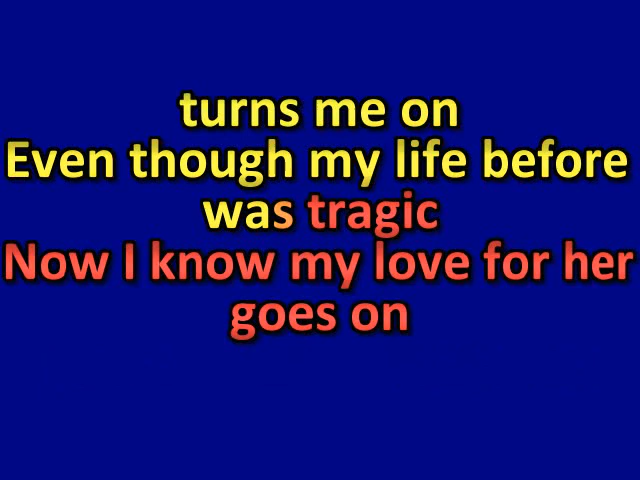 turns me on
Even though my life before
was tragic
Now I know my love for her
goes on